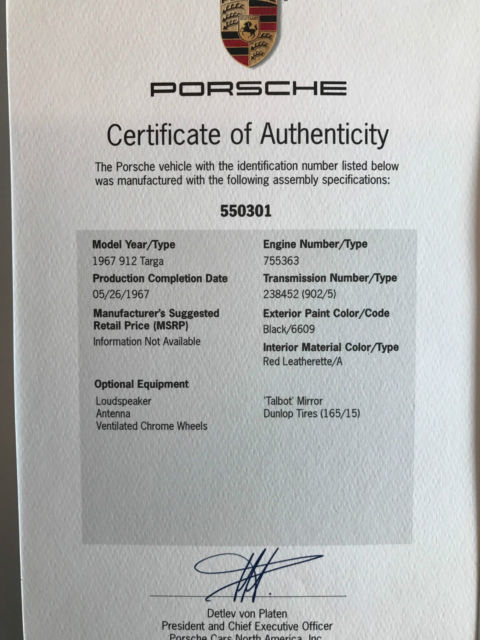 PORSCHE
Certificate of Authenticity
The Porsche vehicle with the identification number listed below
was manufactured with the following assembly specifications:
550301
Model Year/Type
1967 912 Targa
Production Completion Date
05/26/1967
Manufacturer's Suggested
Retail Price (MSRP)
Information Not Available
Engine Number/Type
755363
Transmission Number/Type
238452 (902/5)
Exterior Paint Color/Code
Black/6609
Interior Material Color/Type
Red Leatherette/A
Optional Equipment
Loudspeaker
Antenna
Ventilated Chrome Wheels
'Talbot' Mirror
Dunlop Tires (165/15)
Detlev von Platen
President and Chief Executive Officer
Porsche Cars North America, Inc.